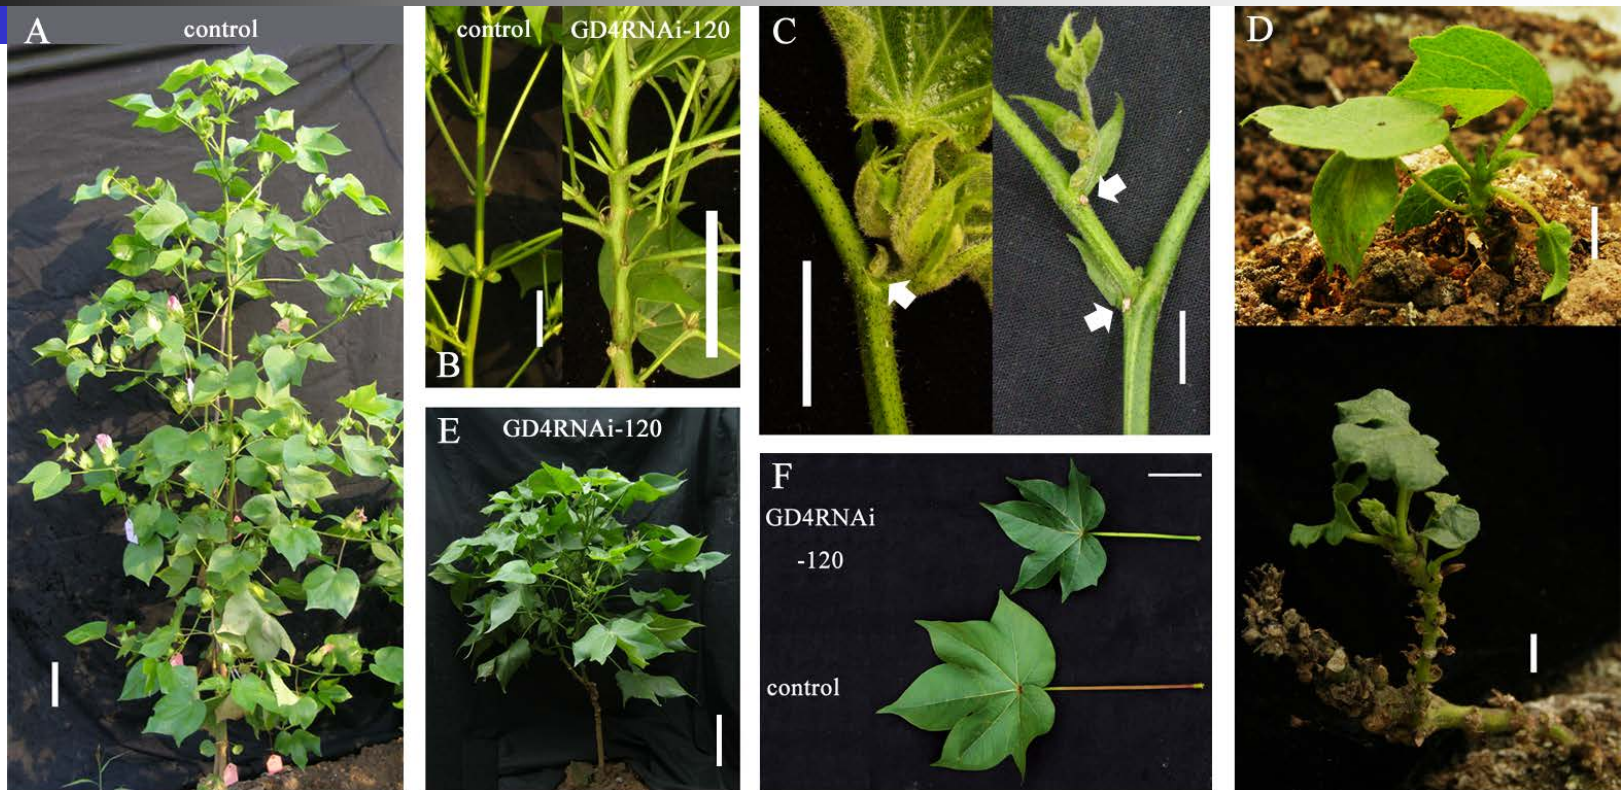 A
control
B
control
GD4RNAi-120
C
D
E
GD4RNAi-120
F
GD4RNAi
-120
control